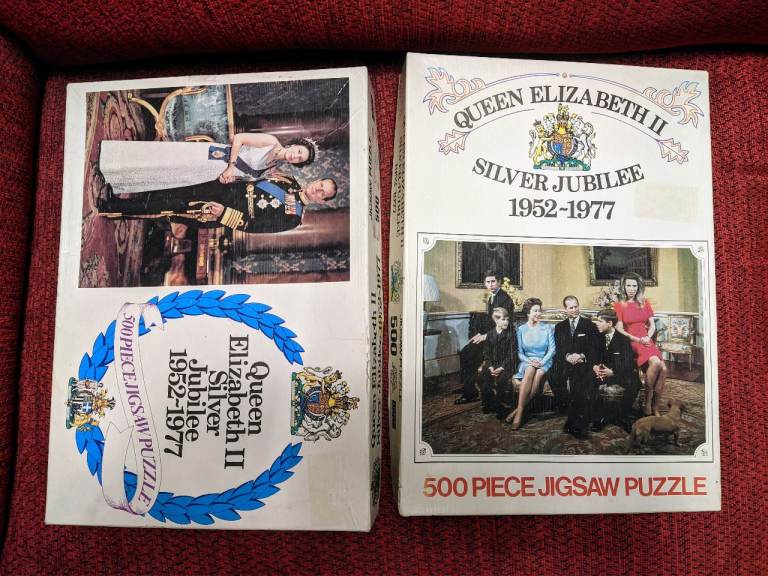 Queen
Elizabeth II
Silver
Jubilee
1952-1977
500 PIECE JIGSAW PUZZLE
500
QUEEN ELIZABETH II
SILVER JUBILEE
1952-1977
500 PIECE JIGSAW PUZZLE